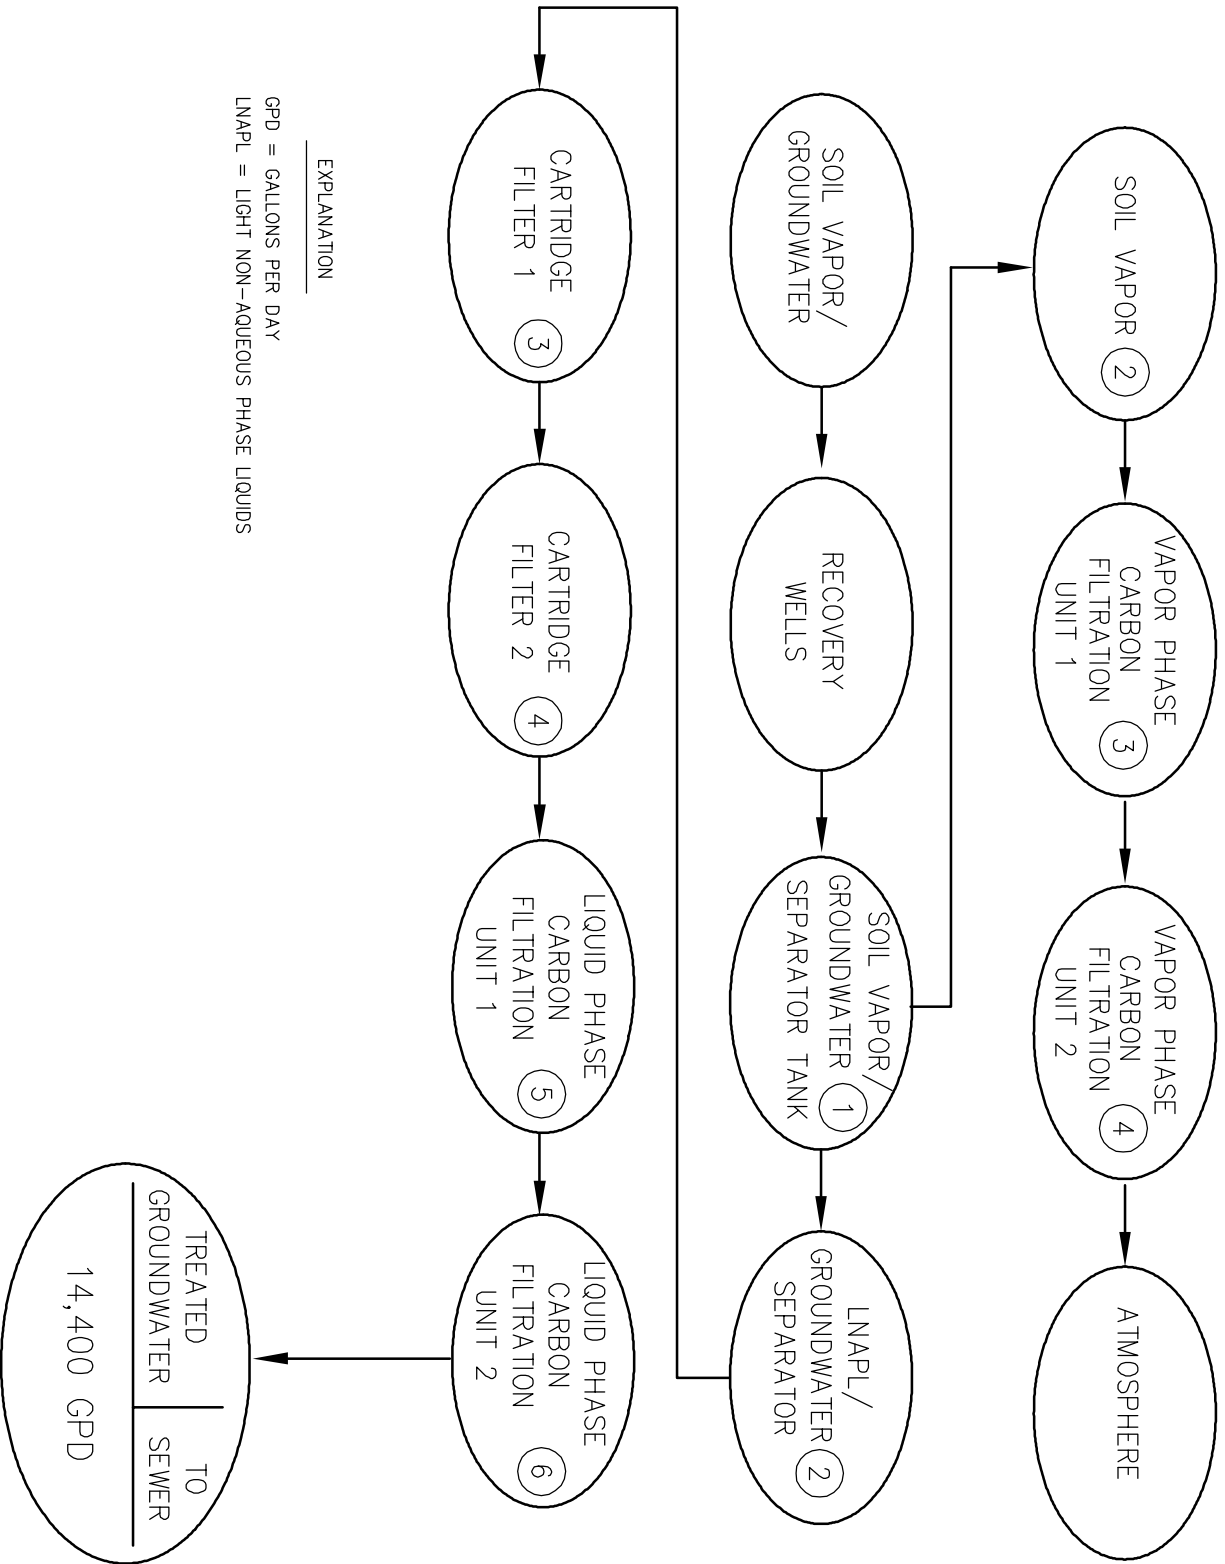 SOIL VAPOR
2
VAPOR PHASE
CARBON
FILTRATION
UNIT 1
3
VAPOR PHASE
CARBON
FILTRATION
UNIT 2
4
ATMOSPHERE
SOIL VAPOR/
GROUNDWATER
RECOVERY
WELLS
SOIL VAPOR/
GROUNDWATER
SEPARATOR TANK
1
LNAPL/
GROUNDWATER
SEPARATOR
2
CARTRIDGE
FILTER 1
3
CARTRIDGE
FILTER 2
4
LIQUID PHASE
CARBON
FILTRATION
UNIT 1
5
LIQUID PHASE
CARBON
FILTRATION
UNIT 2
6
TREATED
GROUNDWATER
TO
SEWER
14,400 GPD
EXPLANATION
GPD = GALLONS PER DAY
LNAPL = LIGHT NON-AQUEOUS PHASE LIQUIDS